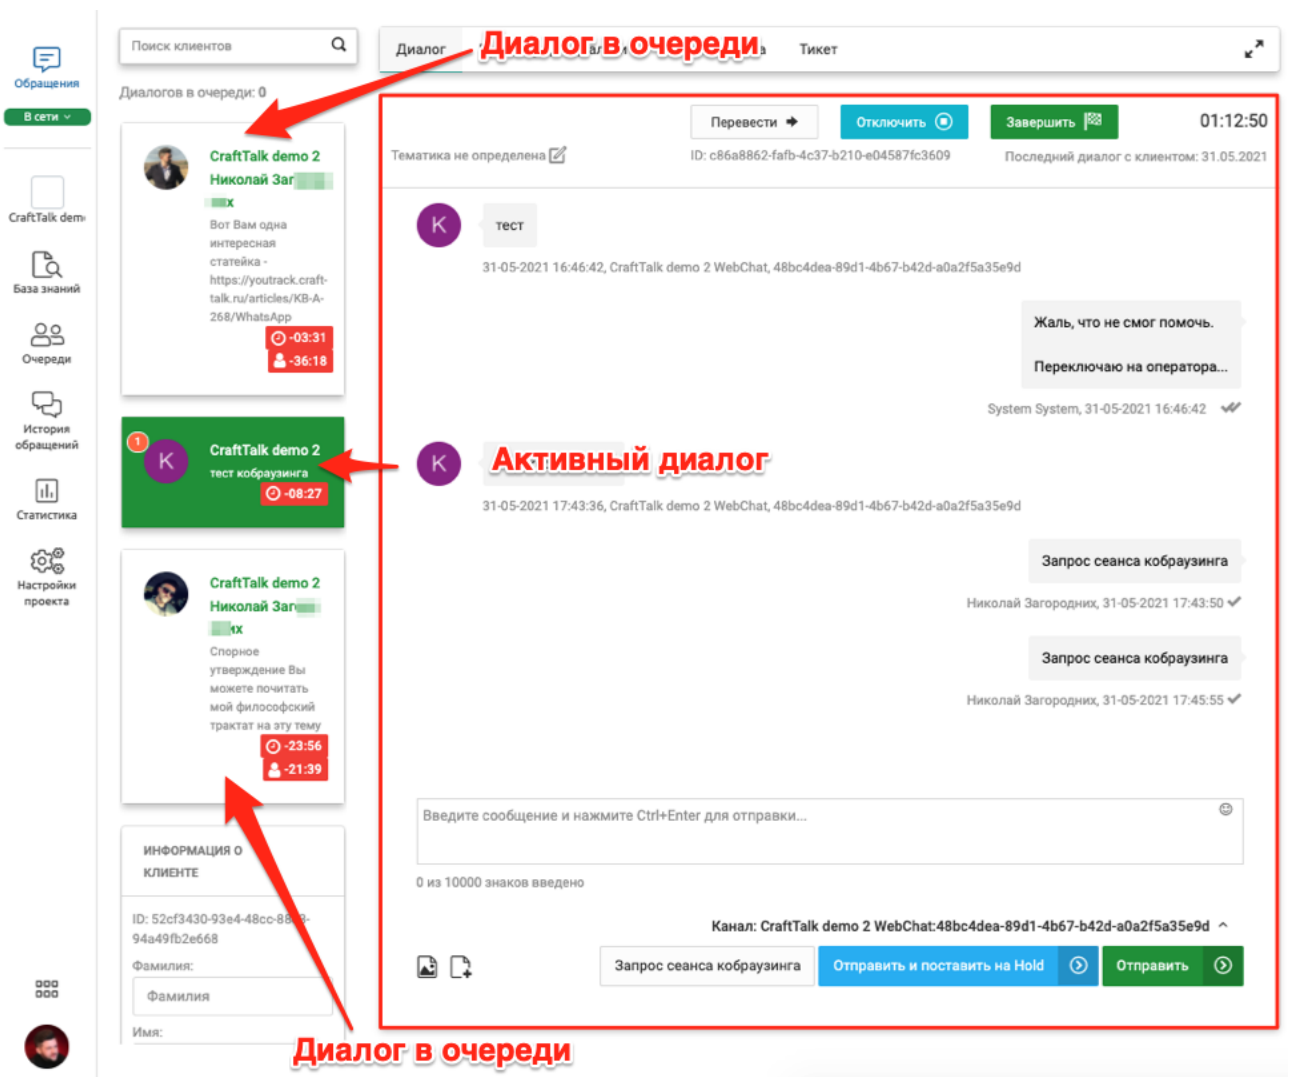 Обращения
В сети
CraftTalk dem
База знаний
Очереди
История
обращений
Статистика
Настройки
проекта
Поиск клиентов
Диалогов в очереди: 0
CraftTalk demo 2
Николай Заг
х
Вот Вам одна
интересная
статейка -
https://youtrack.craft-
talk.ru/articles/KB-A-
268/WhatsApp
-03:31
-36:18
1
K
CraftTalk demo 2
тест кобраузинга
-08:27
CraftTalk demo 2
Николай Заг
их
Спорное
утверждение Вы
можете почитать
мой философский
трактат на эту тему
-23:56
-21:39
ИНФОРМАЦИЯ О
КЛИЕНТЕ
94a49fb2e668
Фамилия:
Фамилия
Имя:
Диалог в очереди
Диалог
Диалог в очереди
Тикет
Перевести
Отключить
Завершить
01:12:50
Тематика не определена
ID: c86a8862-fafb-4c37-b210-e04587fc3609
Последний диалог с клиентом: 31.05.2021
K
тест
31-05-2021 16:46:42, CraftTalk demo 2 WebChat, 48bc4dea-89d1-4b67-b42d-a0a2f5a35e9d
Жаль, что не смог помочь.
Переключаю на оператора...
System System, 31-05-2021 16:46:42
K
Активный диалог
31-05-2021 17:43:36, CraftTalk demo 2 WebChat, 48bc4dea-89d1-4b67-b42d-a0a2f5a35e9d
Запрос сеанса кобраузинга
Николай Загородних, 31-05-2021 17:43:50
Запрос сеанса кобраузинга
Николай Загородних, 31-05-2021 17:45:55
Введите сообщение и нажмите Ctrl+Enter для отправки...
0 из 10000 знаков введено
Канал: CraftTalk demo 2 WebChat:48bc4dea-89d1-4b67-b42d-a0a2f5a35e9d
Запрос сеанса кобраузинга
Отправить и поставить на Hold
Отправить